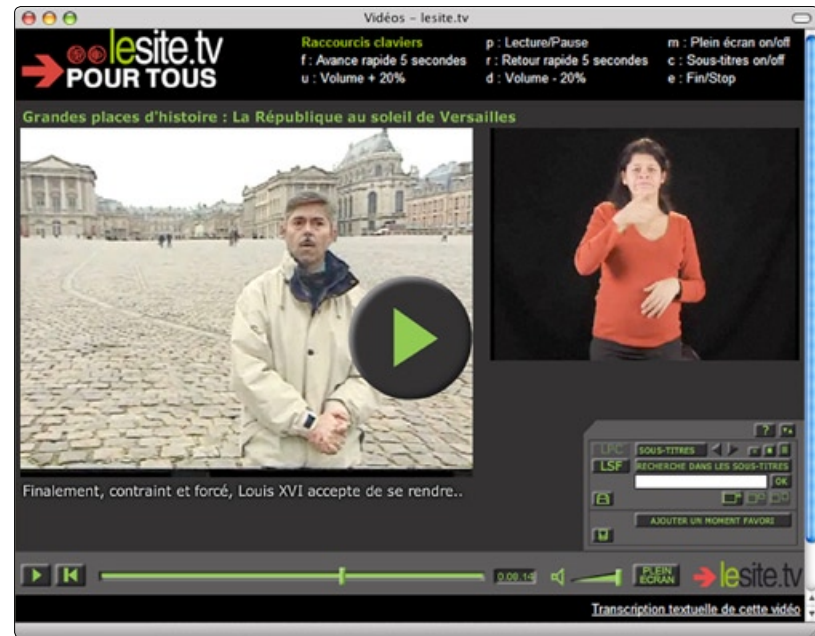 Vidéos – lesite.tv
lesite.tv
POUR TOUS
Raccourcis claviers
f : Avance rapide 5 secondes
u : Volume + 20%
p : Lecture/Pause
r : Retour rapide 5 secondes
d : Volume - 20%
m : Plein écran on/off
c : Sous-titres on/off
e : Fin/Stop
Grandes places d'histoire : La République au soleil de Versailles
Finalement, contraint et forcé, Louis XVI accepte de se rendre..
?
LPC
SOUS-TITRES
LSF
RECHERCHE DANS LES SOUS-TITRES
OK
AJOUTER UN MOMENT FAVORI
0:00:14
PLEIN
ECRAN
lesite.tv
Transcription textuelle de cette vidéo